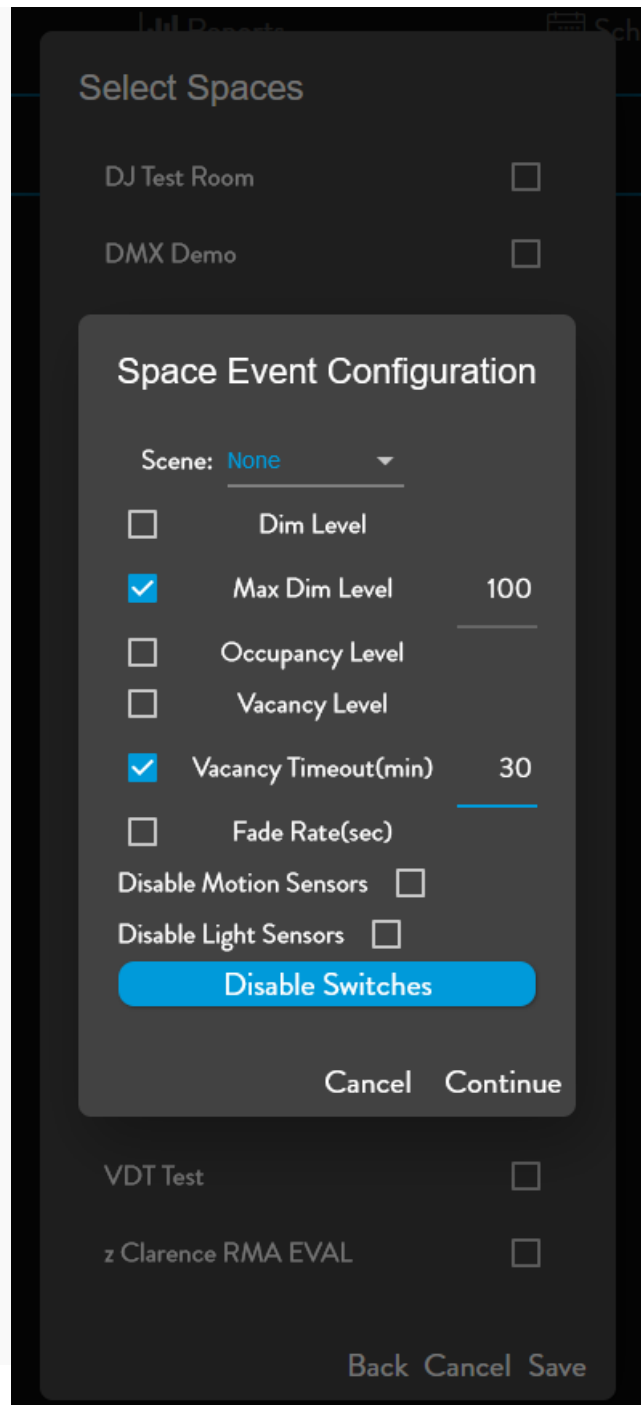 Reports
Sch
Select Spaces
DJ Test Room
DMX Demo
Space Event Configuration
Scene: None
Dim Level
Max Dim Level 100
Occupancy Level
Vacancy Level
Vacancy Timeout(min) 30
Fade Rate(sec)
Disable Motion Sensors
Disable Light Sensors
Disable Switches
Cancel Continue
VDT Test
z Clarence RMA EVAL
Back Cancel Save